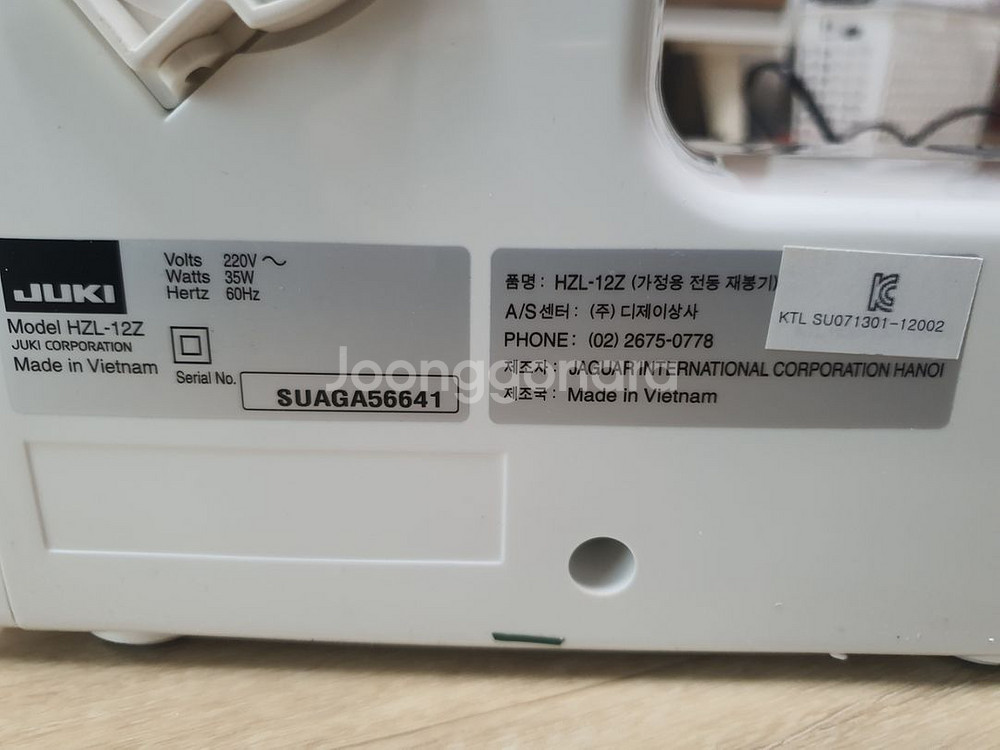 JUKI
Volts 220V ~
Watts 35W
Hertz 60Hz
Model HZL-12Z
JUKI CORPORATION
Made in Vietnam
Serial No. SUAGA56641
품명 : HZL-12Z (가정용 전동 재봉기)
A/S센터 : (주) 디제이상사
PHONE : (02) 2675-0778
제조자 : JAGUAR INTERNATIONAL CORPORATION HANOI
제조국 : Made in Vietnam
KC
KTL SU071301-12002
Joonggonara